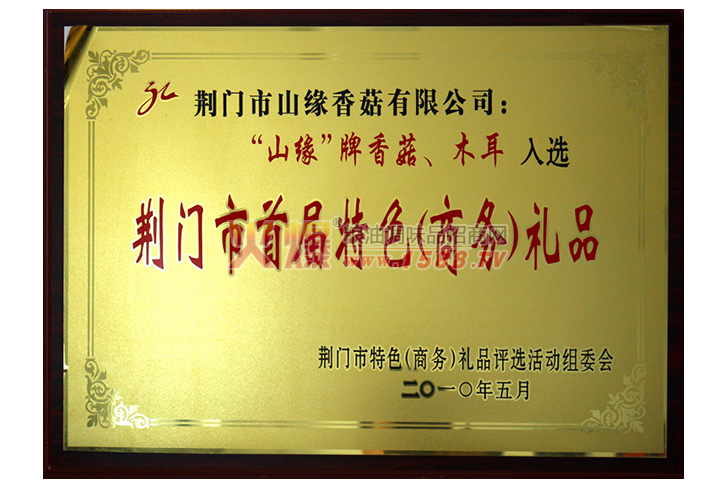 荆门市山缘香菇有限公司：
“山缘”牌香菇、木耳 入选
荆门市首届特色(商务)礼品
荆门市特色(商务)礼品评选活动组委会
二〇一〇年五月